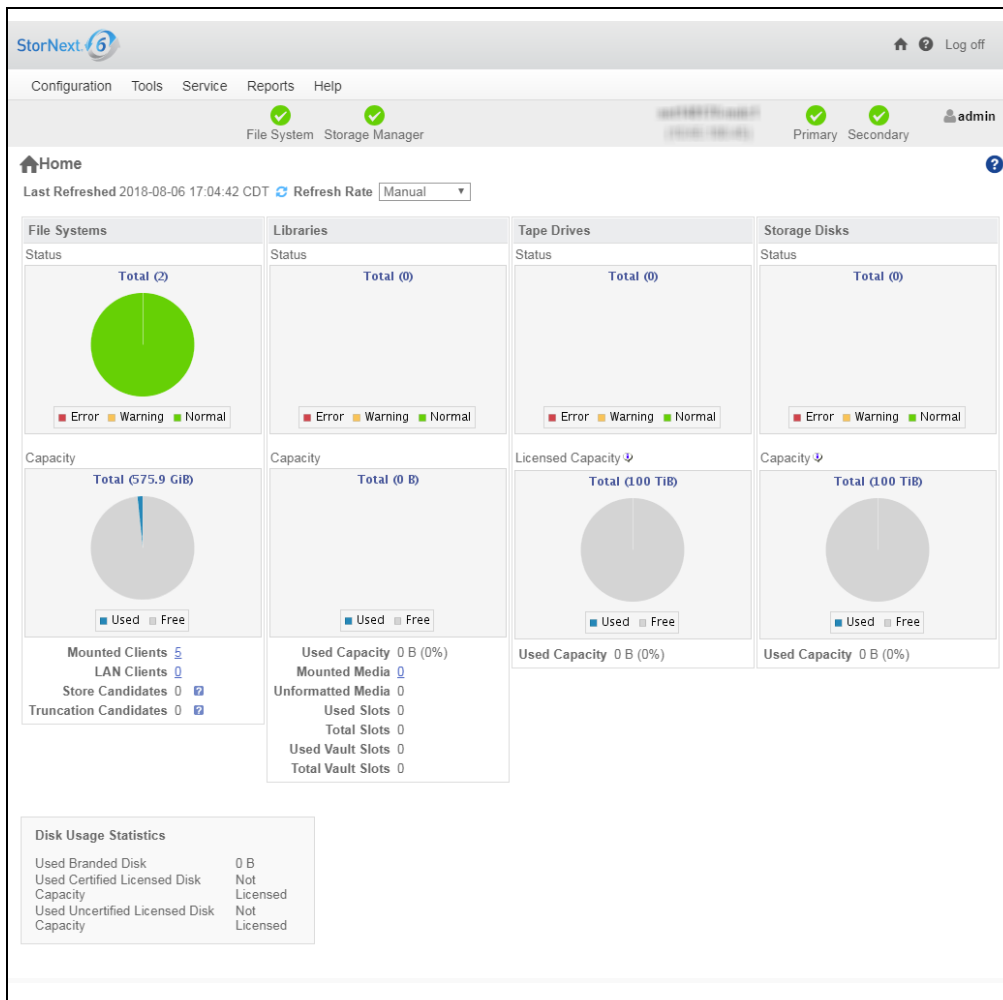 StorNext 6
Log off
Configuration Tools Service Reports Help
File System Storage Manager Primary Secondary admin
Home
Last Refreshed 2018-08-06 17:04:42 CDT Refresh Rate Manual
File Systems
Status
Total (2)
Error Warning Normal
Capacity
Total (575.9 GiB)
Used Free
Mounted Clients 5
LAN Clients 0
Store Candidates 0
Truncation Candidates 0
Libraries
Status
Total (0)
Error Warning Normal
Capacity
Total (0 B)
Used Free
Used Capacity 0 B (0%)
Mounted Media 0
Unformatted Media 0
Used Slots 0
Total Slots 0
Used Vault Slots 0
Total Vault Slots 0
Tape Drives
Status
Total (0)
Error Warning Normal
Licensed Capacity
Total (100 TiB)
Used Free
Used Capacity 0 B (0%)
Storage Disks
Status
Total (0)
Error Warning Normal
Capacity
Total (100 TiB)
Used Free
Used Capacity 0 B (0%)
Disk Usage Statistics
Used Branded Disk 0 B
Used Certified Licensed Disk Not
Capacity Licensed
Used Uncertified Licensed Disk Not
Capacity Licensed